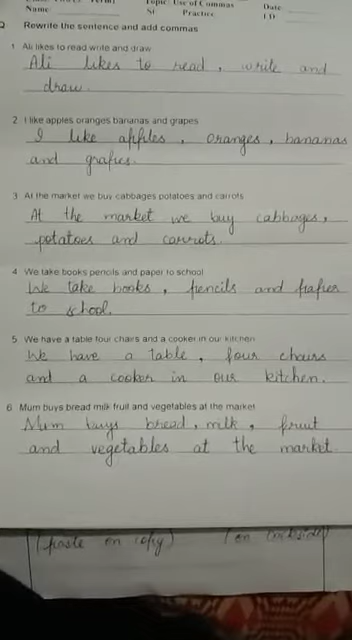 Topic: Use of Commas
Date
Name
Practice
I.D
Q Rewrite the sentence and add commas
1 Ali likes to read write and draw
Ali likes to read, write and
draw.
2 I like apples oranges bananas and grapes
I like apples, oranges, bananas
and grapes.
3 At the market we buy cabbages potatoes and carrots
At the market we buy cabbages,
potatoes and carrots.
4 We take books pencils and paper to school
We take books, pencils and paper
to school.
5 We have a table four chairs and a cooker in our kitchen
We have a table, four chairs
and a cooker in our kitchen.
6 Mum buys bread milk fruit and vegetables at the market
Mum buys bread, milk, fruit
and vegetables at the market.
(paste on copy)